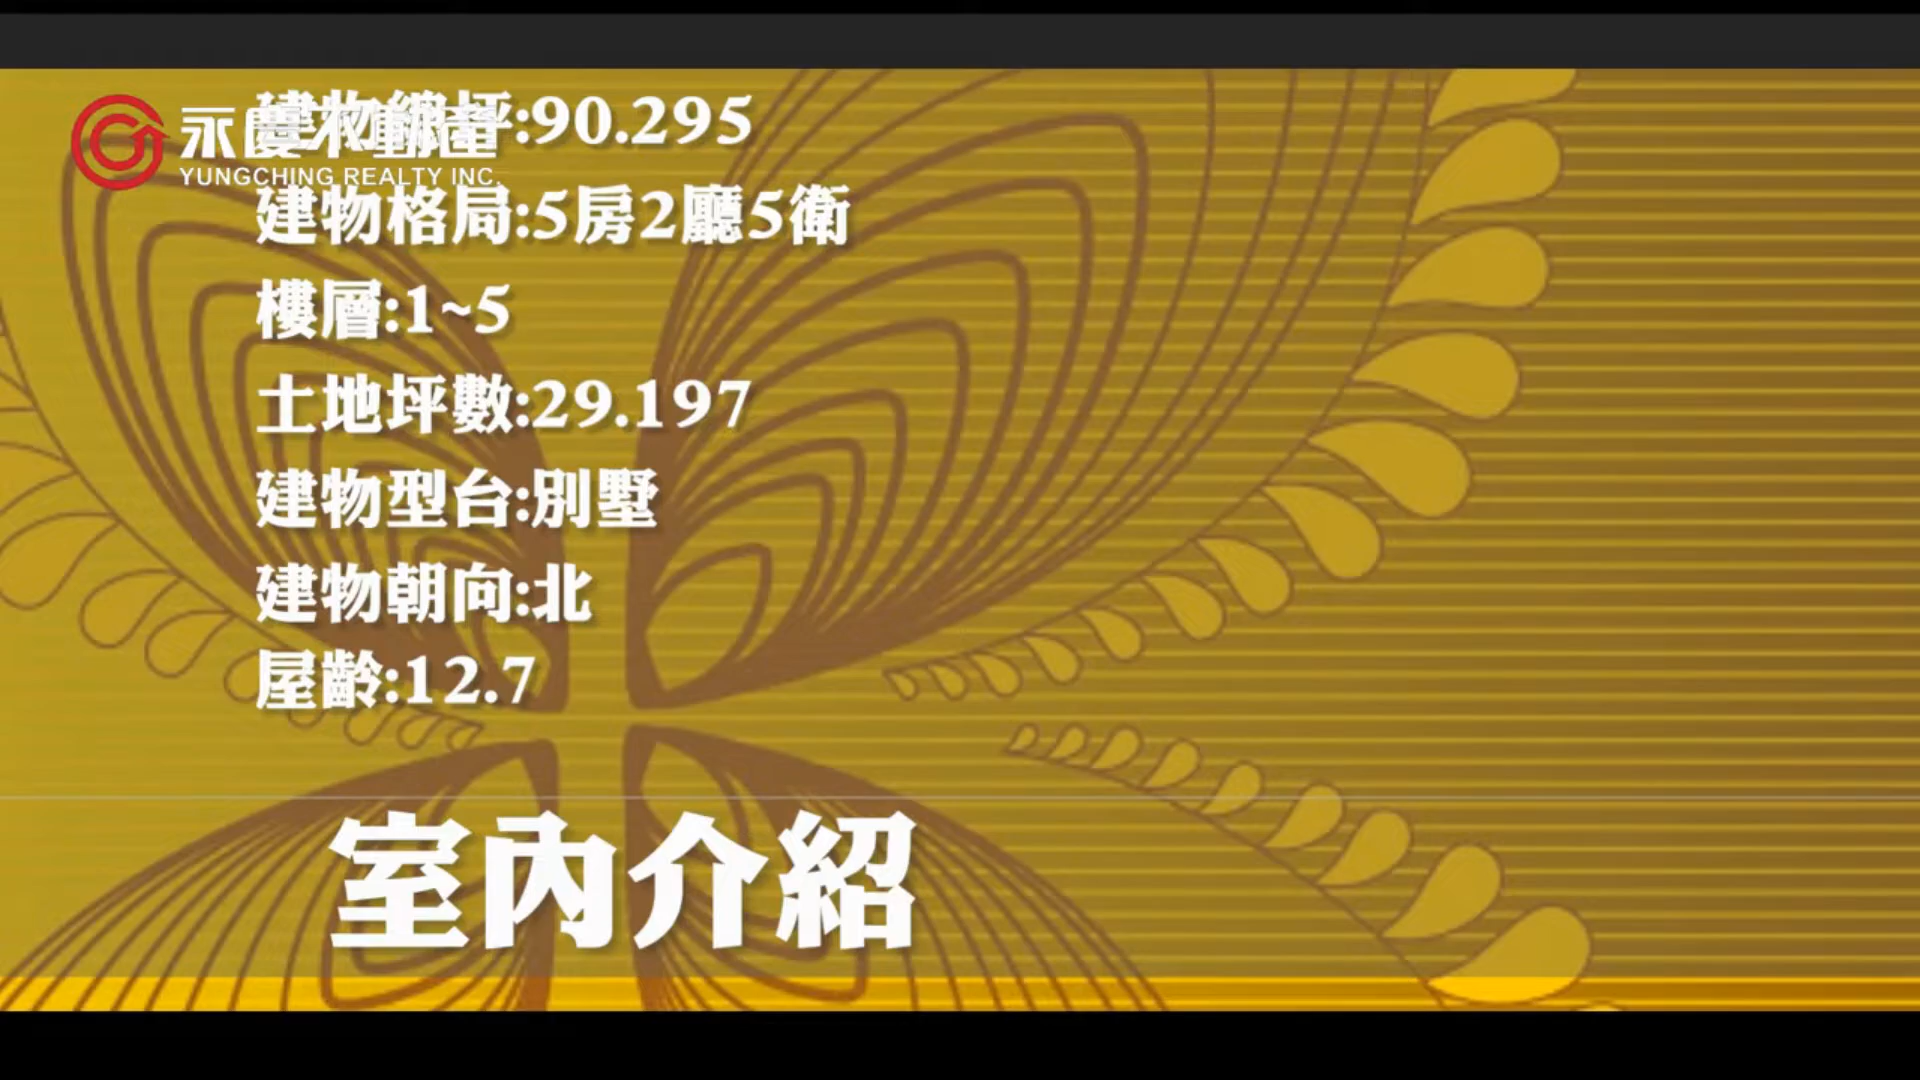 永慶不動產
YUNGCHING REALTY INC.
建物總坪:90.295
建物格局:5房2廳5衛
樓層:1~5
土地坪數:29.197
建物型台:別墅
建物朝向:北
屋齡:12.7
室內介紹